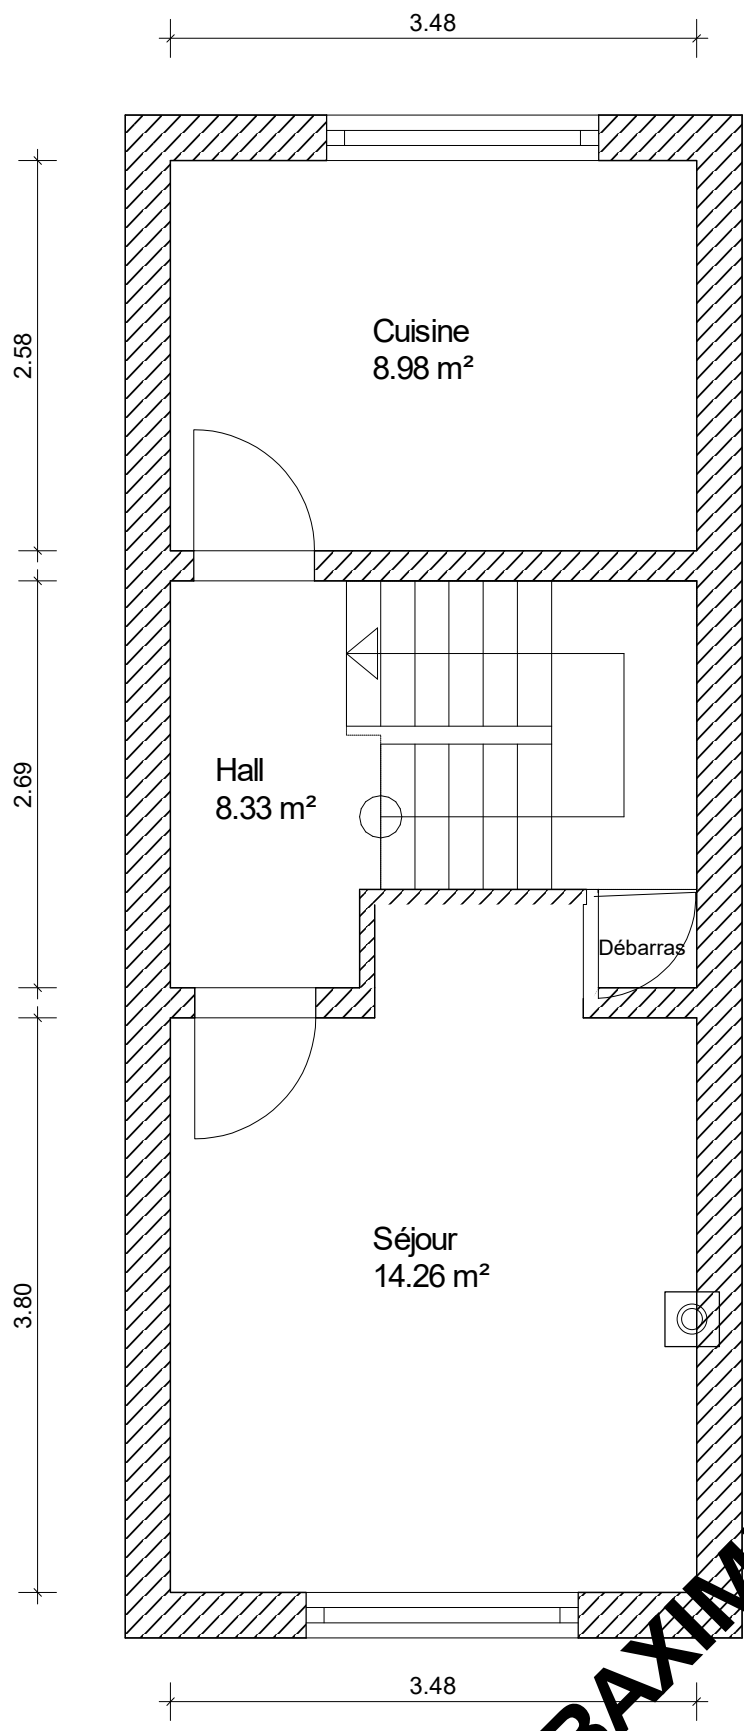 3.48
2.58
Cuisine
8.98 m²
2.69
Hall
8.33 m²
Débarras
3.80
Séjour
14.26 m²
3.48